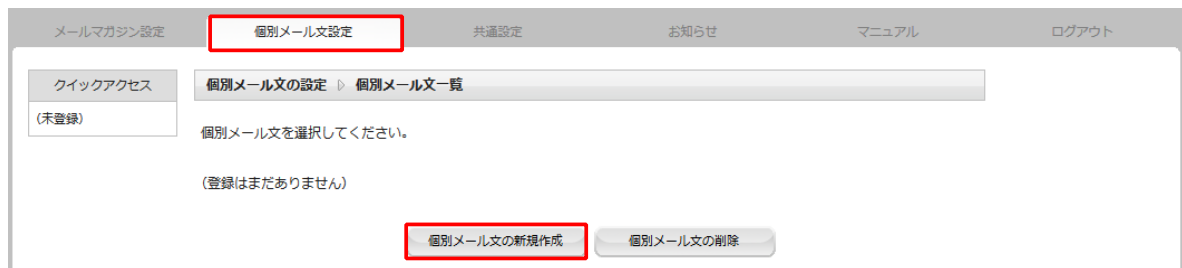 メールマガジン設定 個別メール文設定 共通設定 お知らせ マニュアル ログアウト
クイックアクセス
(未登録)
個別メール文の設定 ▷ 個別メール文一覧
個別メール文を選択してください。
(登録はまだありません)
個別メール文の新規作成 個別メール文の削除